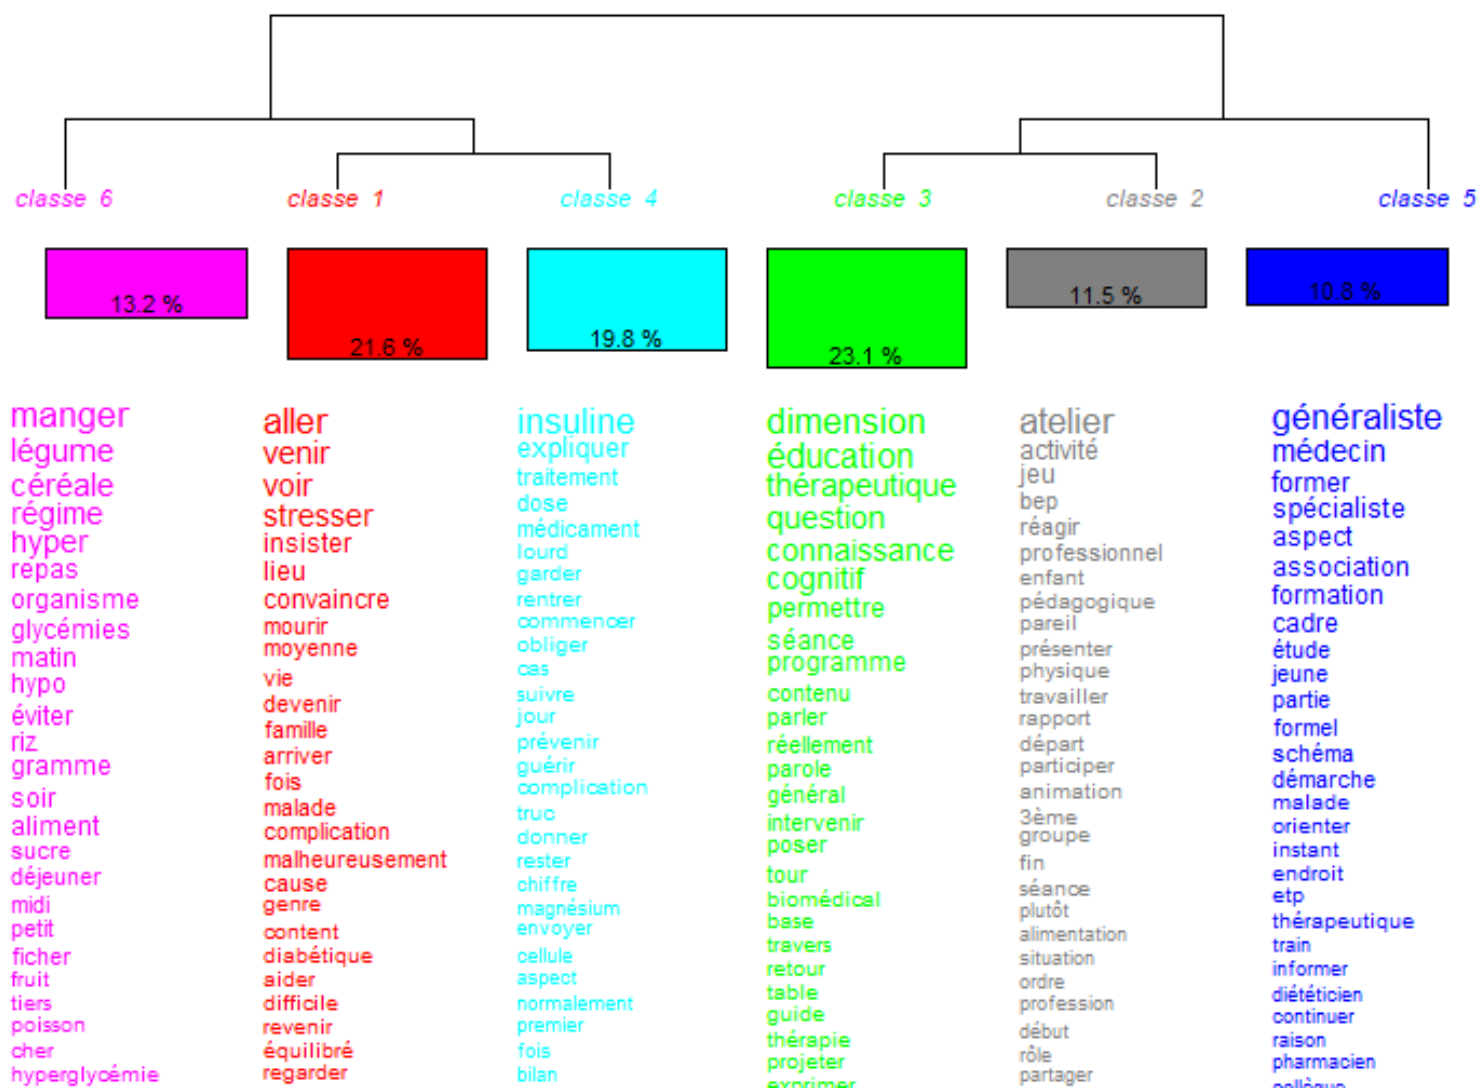 classe 6
classe 1
classe 4
classe 3
classe 2
classe 5
13.2 %
21.6 %
19.8 %
23.1 %
11.5 %
10.8 %
manger
légume
céréale
régime
hyper
repas
organisme
glycémies
matin
hypo
éviter
riz
gramme
soir
aliment
sucre
déjeuner
midi
petit
ficher
fruit
tiers
poisson
cher
hyperglycémie
aller
venir
voir
stresser
insister
lieu
convaincre
mourir
moyenne
vie
devenir
famille
arriver
fois
malade
complication
malheureusement
cause
genre
content
diabétique
aider
difficile
revenir
équilibré
regarder
insuline
expliquer
traitement
dose
médicament
lourd
garder
rentrer
commencer
obliger
cas
suivre
jour
prévenir
guérir
complication
truc
donner
rester
chiffre
magnésium
envoyer
cellule
aspect
normalement
premier
fois
bilan
dimension
éducation
thérapeutique
question
connaissance
cognitif
permettre
séance
programme
contenu
parler
réellement
parole
général
intervenir
poser
tour
biomédical
base
travers
retour
table
guide
thérapie
projeter
exprimer
atelier
activité
jeu
bep
réagir
professionnel
enfant
pédagogique
pareil
présenter
physique
travailler
rapport
départ
participer
animation
3ème
groupe
fin
séance
plutôt
alimentation
situation
ordre
profession
début
rôle
partager
généraliste
médecin
former
spécialiste
aspect
association
formation
cadre
étude
jeune
partie
formel
schéma
démarche
malade
orienter
instant
endroit
etp
thérapeutique
train
informer
diététicien
continuer
raison
pharmacien
collègue